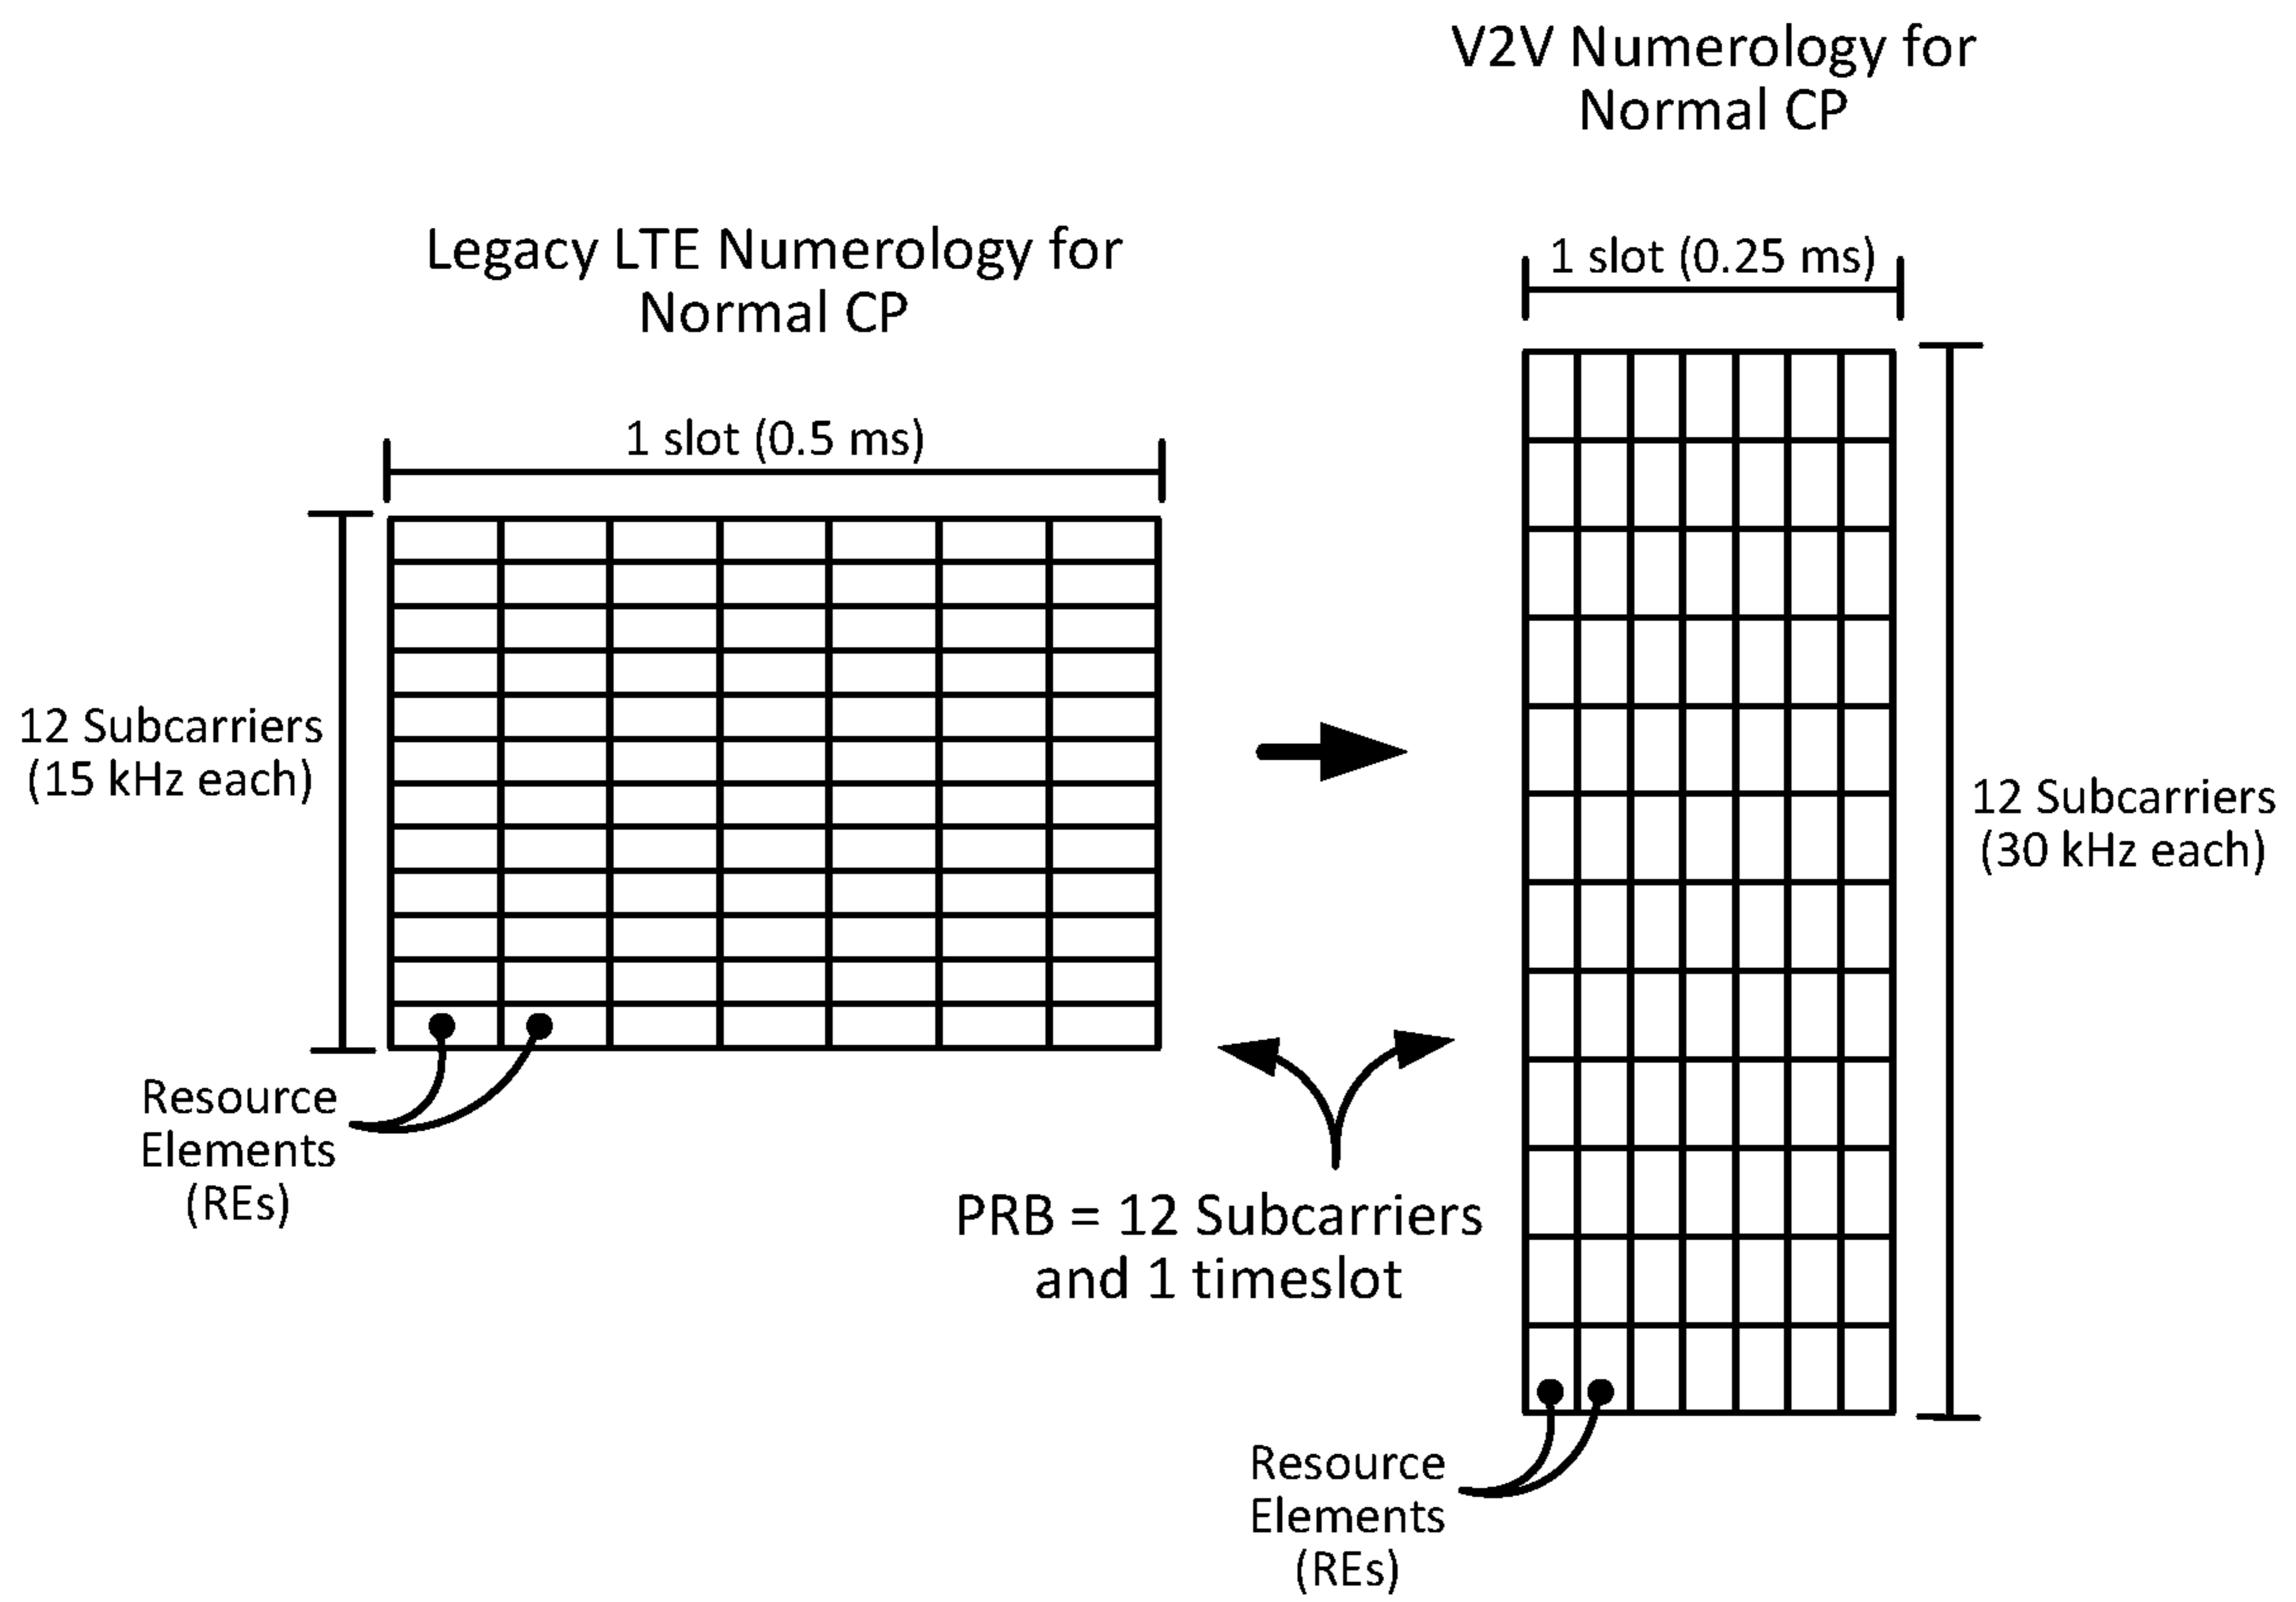 V2V Numerology for
Normal CP
Legacy LTE Numerology for
Normal CP
1 slot (0.25 ms)
1 slot (0.5 ms)
12 Subcarriers
(15 kHz each)
12 Subcarriers
(30 kHz each)
Resource
Elements
(REs)
PRB = 12 Subcarriers
and 1 timeslot
Resource
Elements
(REs)